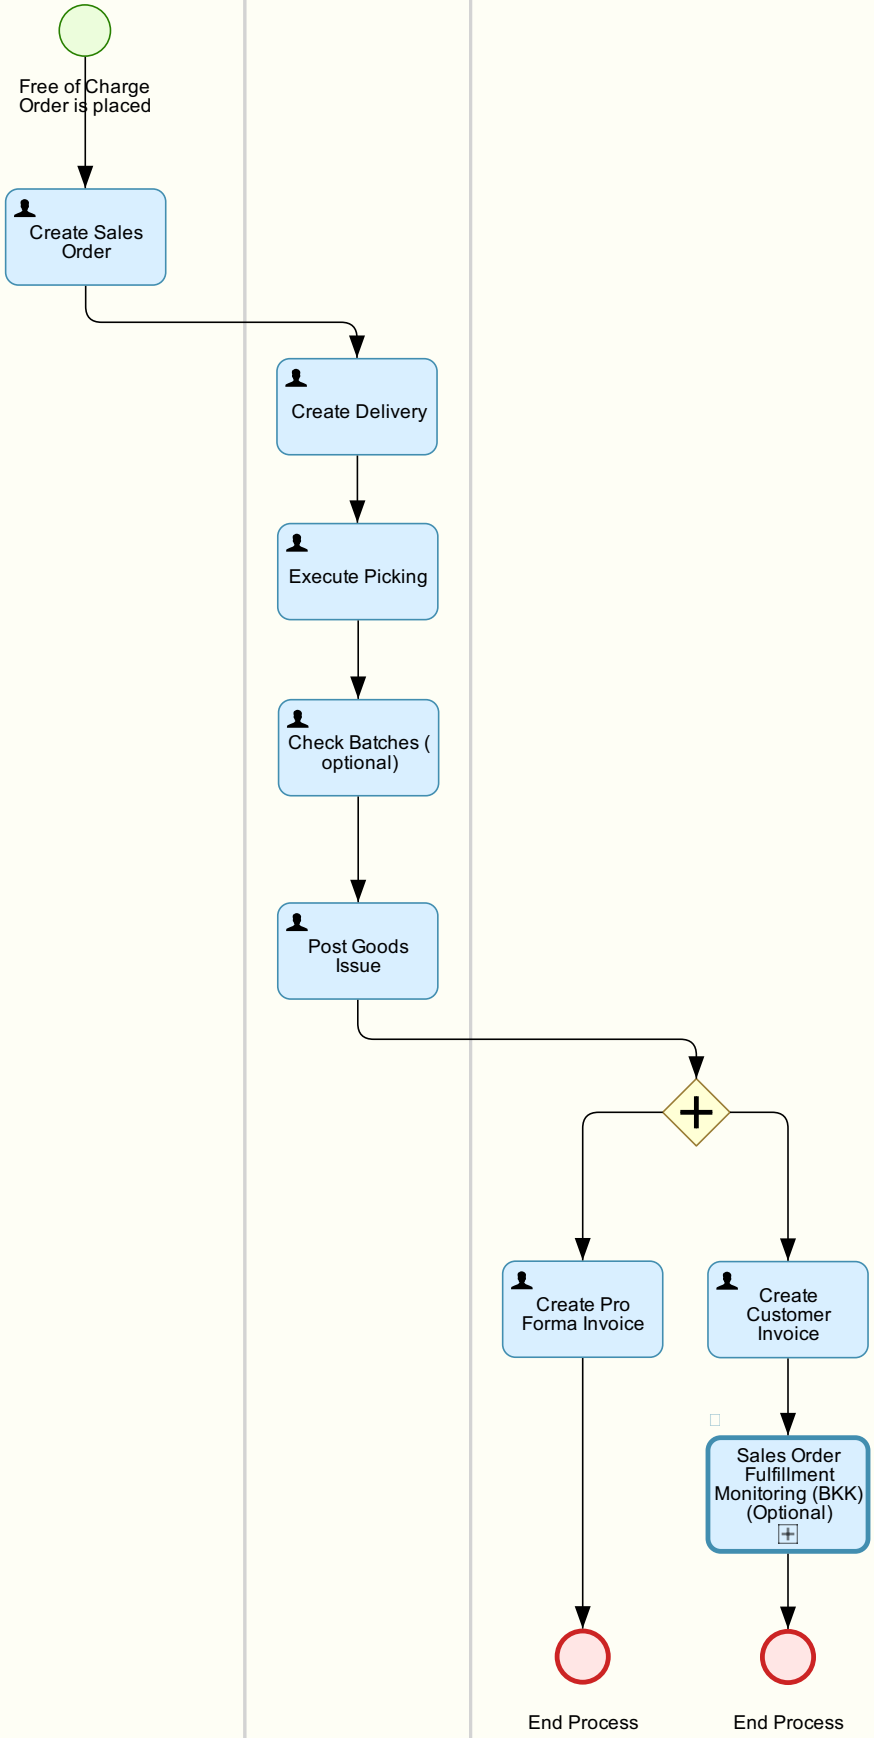 Free of Charge
Order is placed
Create Sales
Order
Create Delivery
Execute Picking
Check Batches (
optional)
Post Goods
Issue
Create Pro
Forma Invoice
Create
Customer
Invoice
Sales Order
Fulfillment
Monitoring (BKK)
(Optional)
End Process
End Process